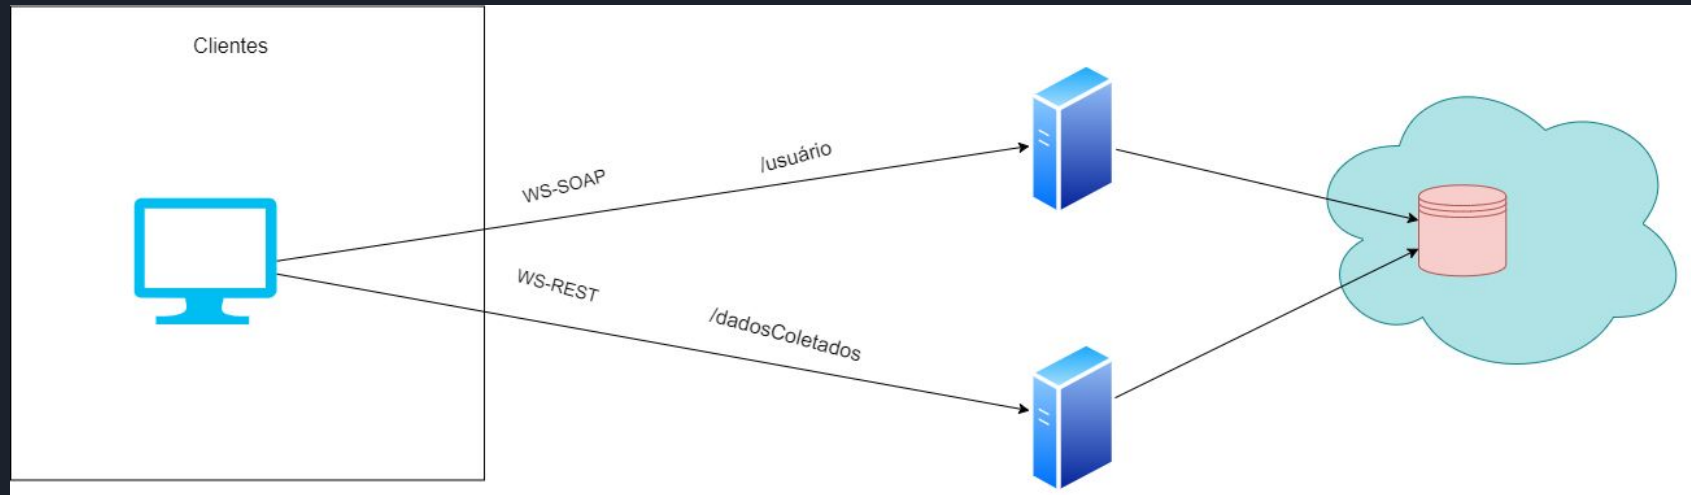 Clientes
WS-SOAP
/usuário
WS-REST
/dadosColetados